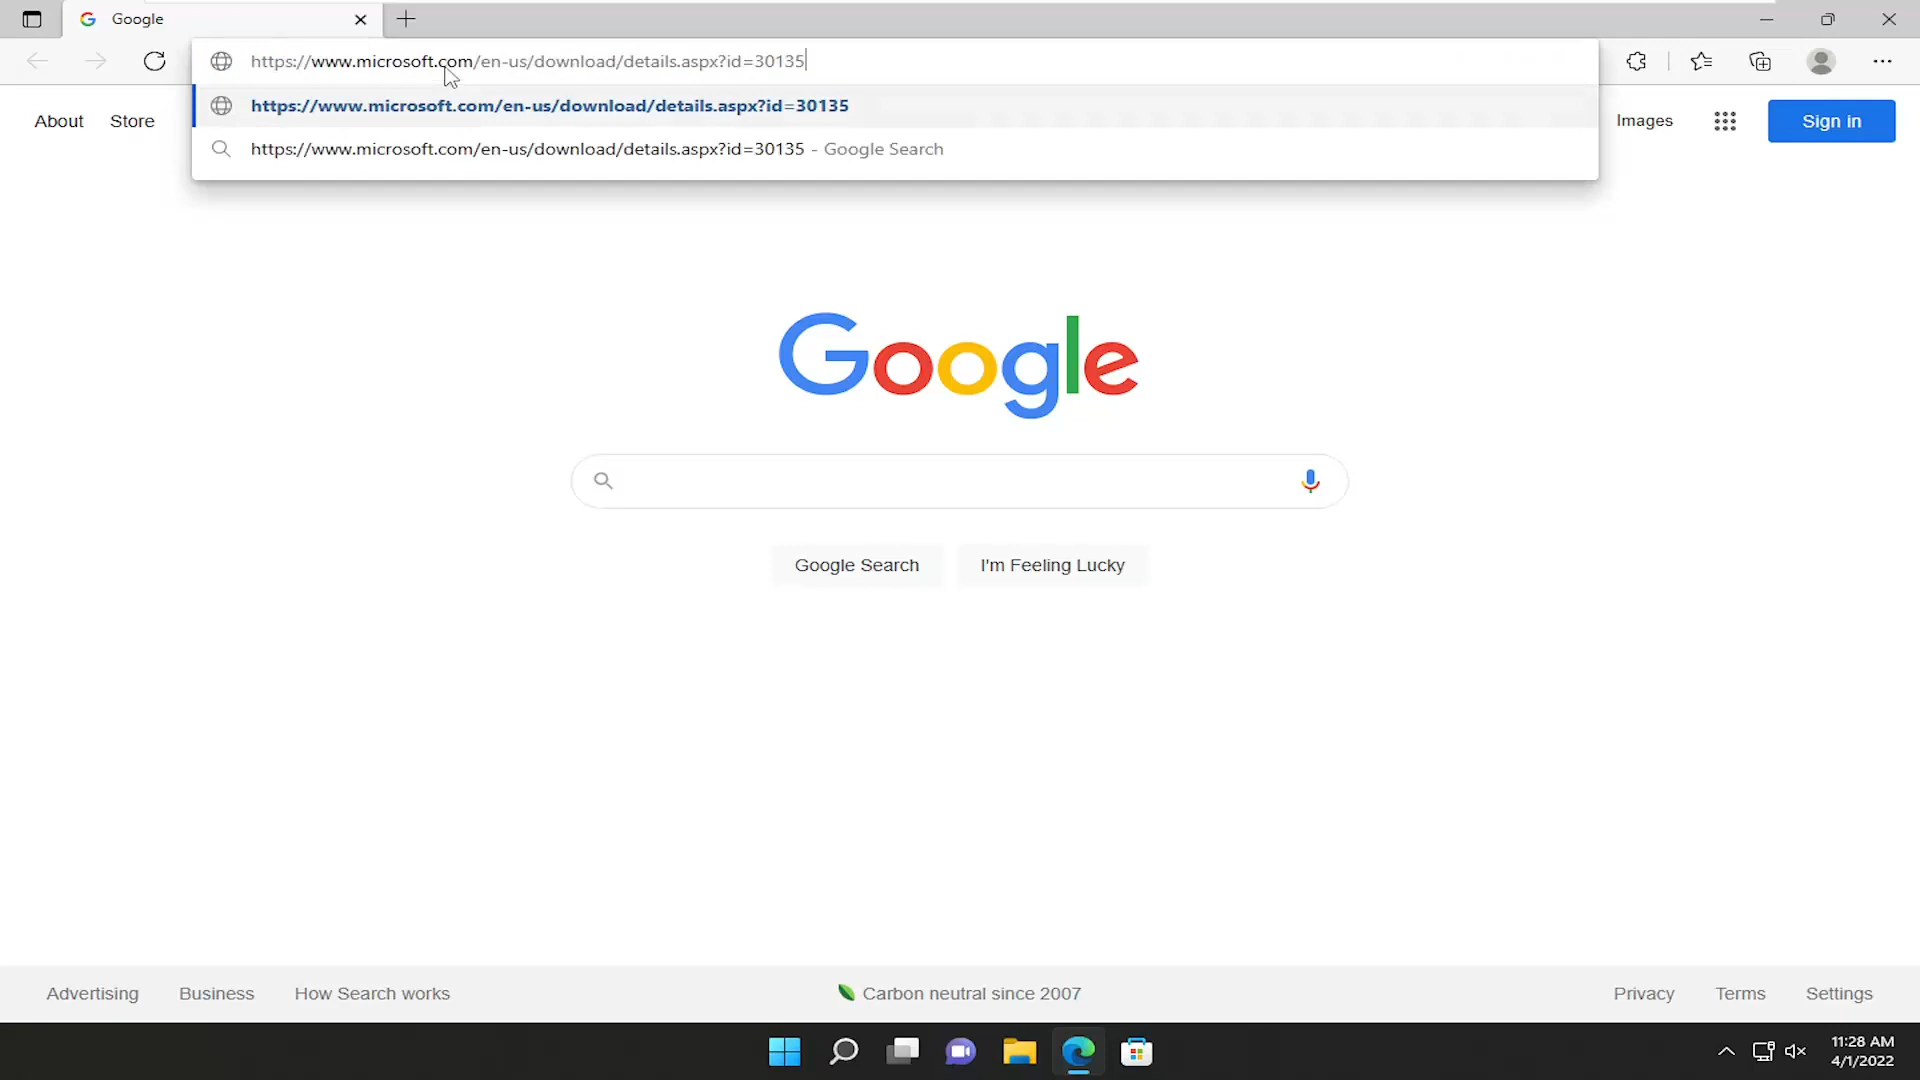 Google
https://www.microsoft.com/en-us/download/details.aspx?id=30135
https://www.microsoft.com/en-us/download/details.aspx?id=30135
https://www.microsoft.com/en-us/download/details.aspx?id=30135 - Google Search
About Store Images Sign in
Google
Google Search I'm Feeling Lucky
Advertising Business How Search works Carbon neutral since 2007 Privacy Terms Settings
11:28 AM
4/1/2022